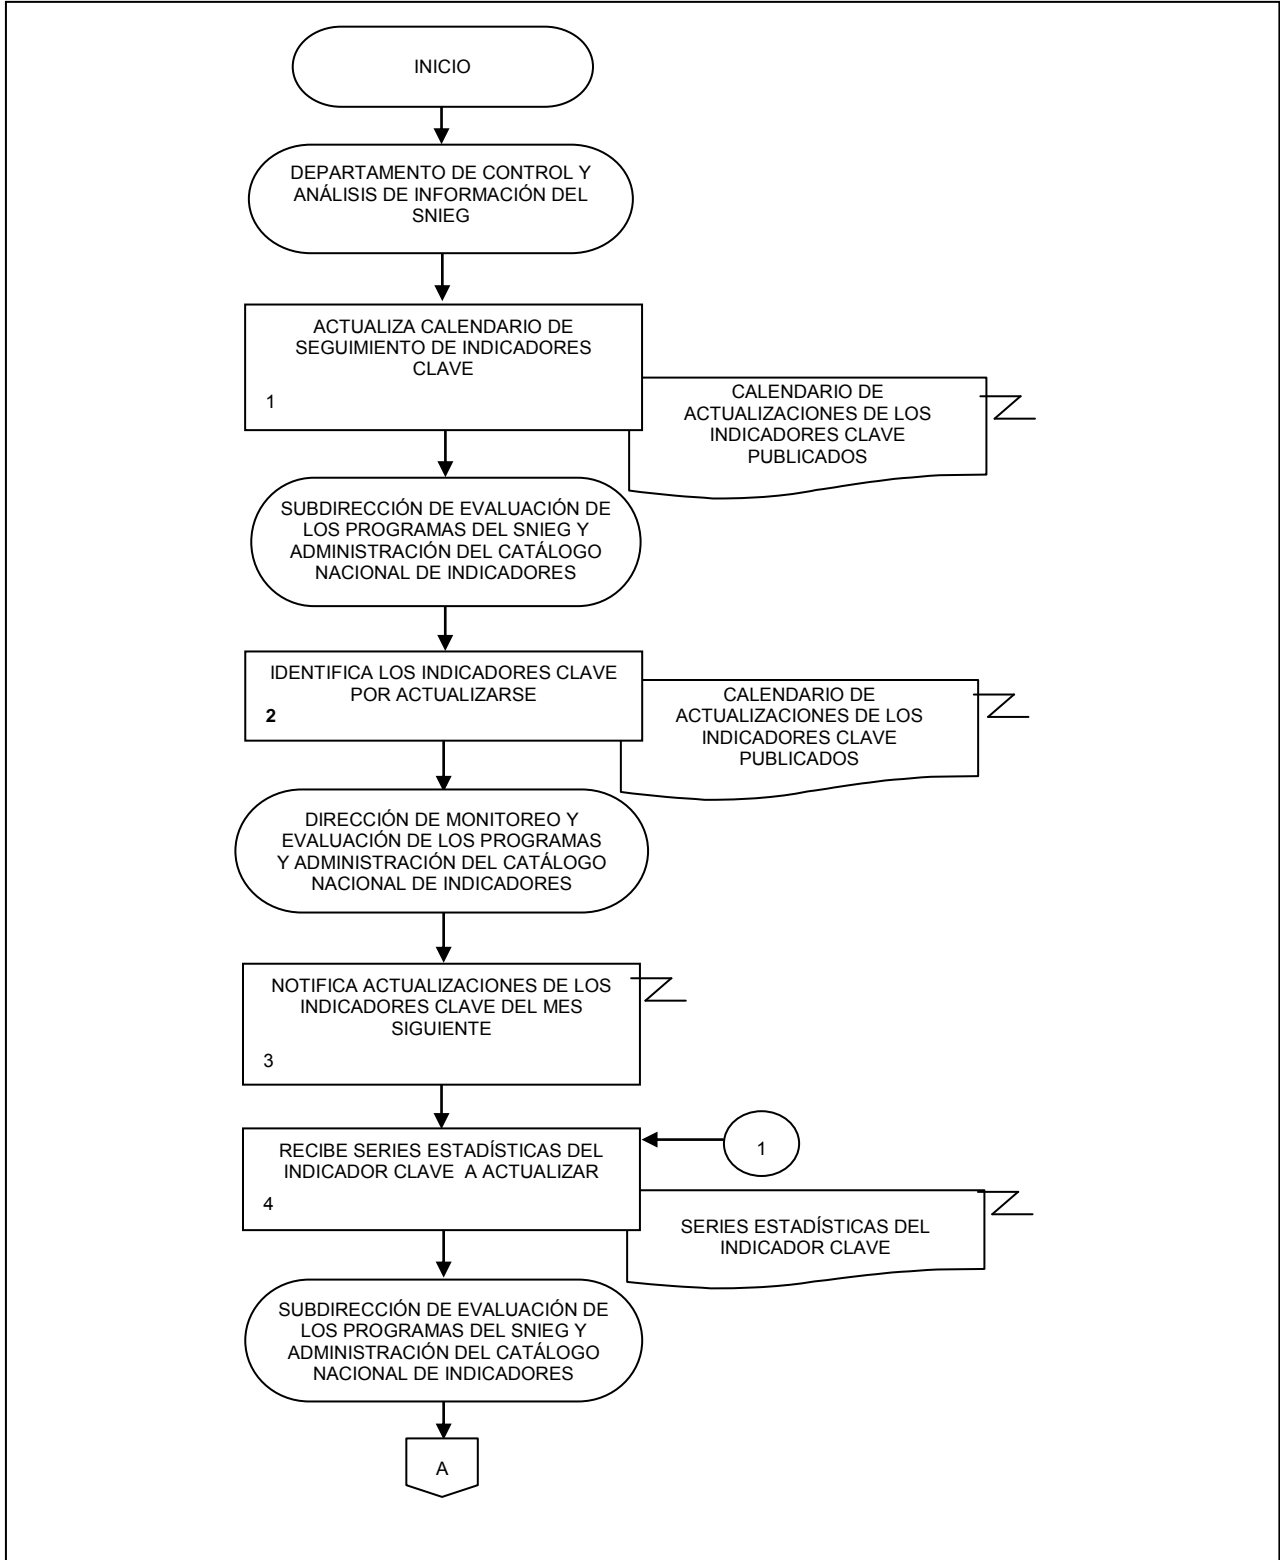 INICIO
DEPARTAMENTO DE CONTROL Y
ANÁLISIS DE INFORMACIÓN DEL
SNIEG
ACTUALIZA CALENDARIO DE
SEGUIMIENTO DE INDICADORES
CLAVE
1
CALENDARIO DE
ACTUALIZACIONES DE LOS
INDICADORES CLAVE
PUBLICADOS
SUBDIRECCIÓN DE EVALUACIÓN DE
LOS PROGRAMAS DEL SNIEG Y
ADMINISTRACIÓN DEL CATÁLOGO
NACIONAL DE INDICADORES
IDENTIFICA LOS INDICADORES CLAVE
POR ACTUALIZARSE
2
CALENDARIO DE
ACTUALIZACIONES DE LOS
INDICADORES CLAVE
PUBLICADOS
DIRECCIÓN DE MONITOREO Y
EVALUACIÓN DE LOS PROGRAMAS
Y ADMINISTRACIÓN DEL CATÁLOGO
NACIONAL DE INDICADORES
NOTIFICA ACTUALIZACIONES DE LOS
INDICADORES CLAVE DEL MES
SIGUIENTE
3
RECIBE SERIES ESTADÍSTICAS DEL
INDICADOR CLAVE A ACTUALIZAR
4
1
SERIES ESTADÍSTICAS DEL
INDICADOR CLAVE
SUBDIRECCIÓN DE EVALUACIÓN DE
LOS PROGRAMAS DEL SNIEG Y
ADMINISTRACIÓN DEL CATÁLOGO
NACIONAL DE INDICADORES
A